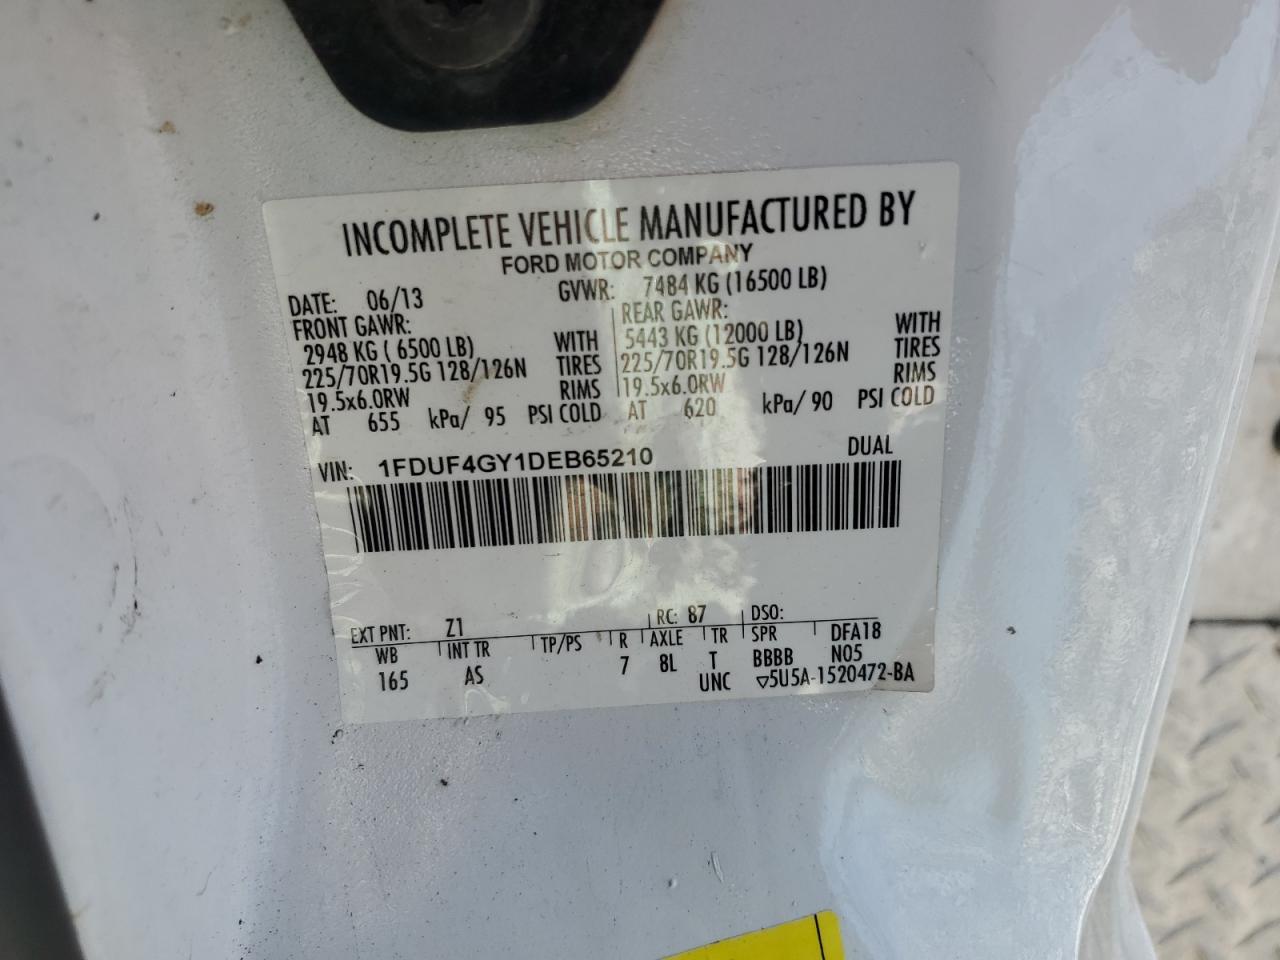 INCOMPLETE VEHICLE MANUFACTURED BY
FORD MOTOR COMPANY
DATE: 06/13 GVWR: 7484 KG (16500 LB)
FRONT GAWR: REAR GAWR:
2948 KG ( 6500 LB) WITH 5443 KG (12000 LB) WITH
225/70R19.5G 128/126N TIRES 225/70R19.5G 128/126N TIRES
19.5x6.0RW RIMS 19.5x6.0RW RIMS
AT 655 kPa/ 95 PSI COLD AT 620 kPa/ 90 PSI COLD
VIN: 1FDUF4GY1DEB65210 DUAL
EXT PNT: Z1 RC: 87 DSO:
WB INT TR TP/PS R AXLE TR SPR DFA18
165 AS 7 8L T BBBB N05
UNC ▽5U5A-1520472-BA